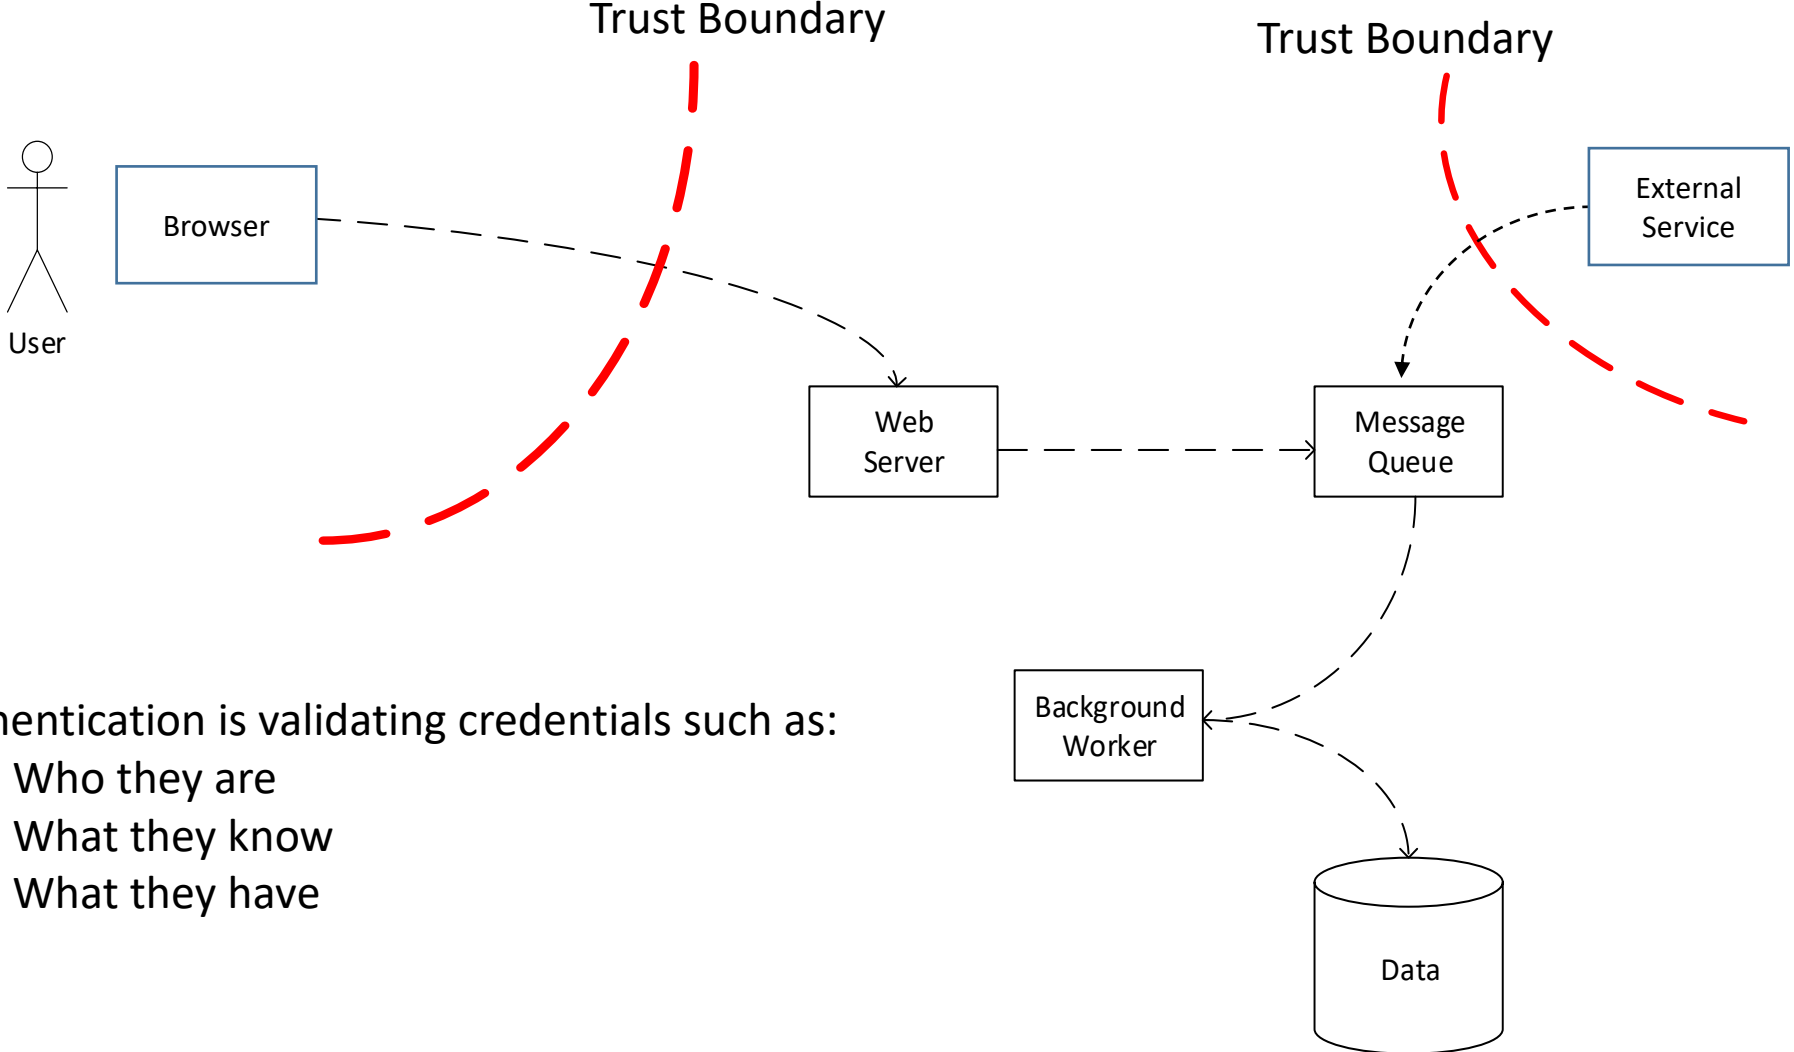 Trust Boundary
Trust Boundary
Browser
External
Service
User
Web
Server
Message
Queue
Background
Worker
hentication is validating credentials such as:
Who they are
What they know
What they have
Data